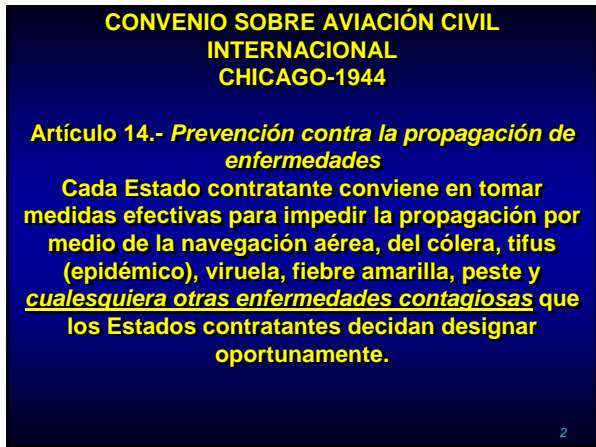 CONVENIO SOBRE AVIACIÓN CIVIL
INTERNACIONAL
CHICAGO-1944
Artículo 14.- Prevención contra la propagación de
enfermedades
Cada Estado contratante conviene en tomar
medidas efectivas para impedir la propagación por
medio de la navegación aérea, del cólera, tifus
(epidémico), viruela, fiebre amarilla, peste y
cualesquiera otras enfermedades contagiosas que
los Estados contratantes decidan designar
oportunamente.
2